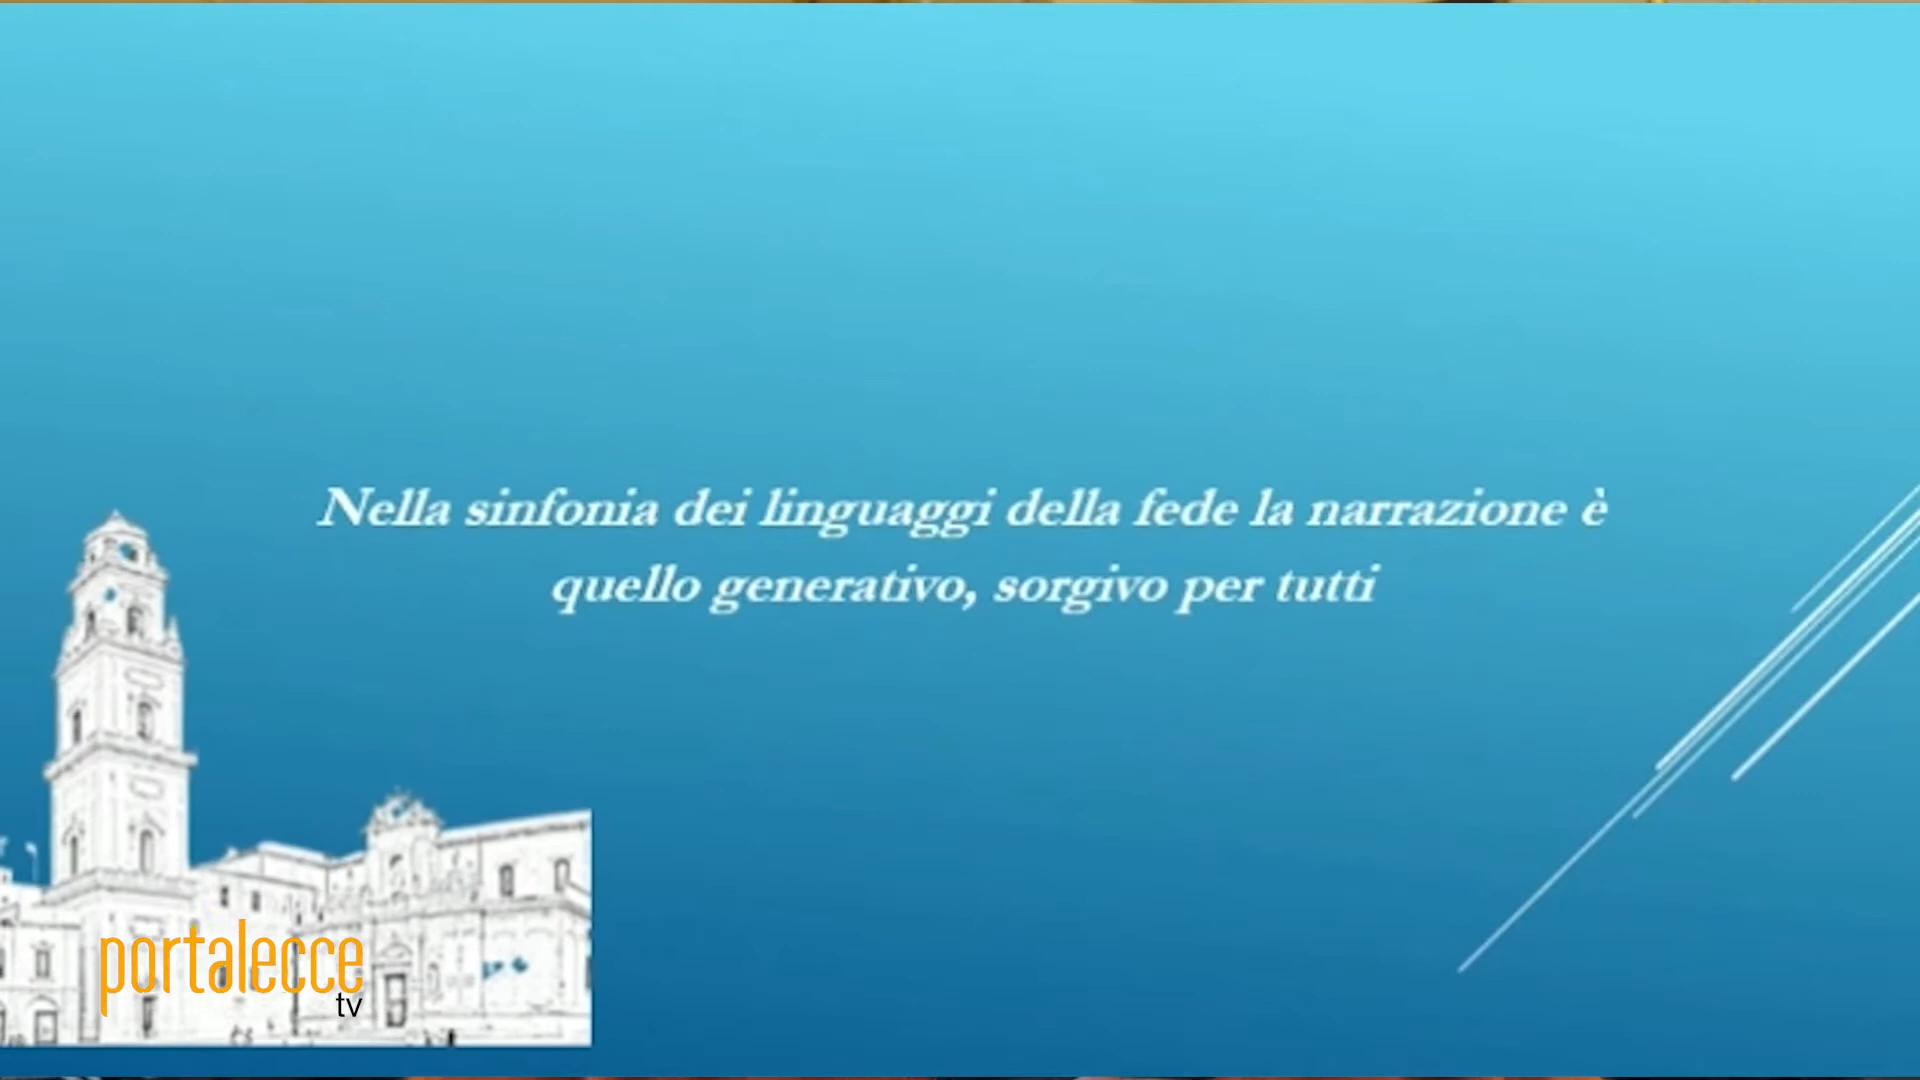 Nella sinfonia dei linguaggi della fede la narrazione è
quello generativo, sorgivo per tutti
portalecce
tv